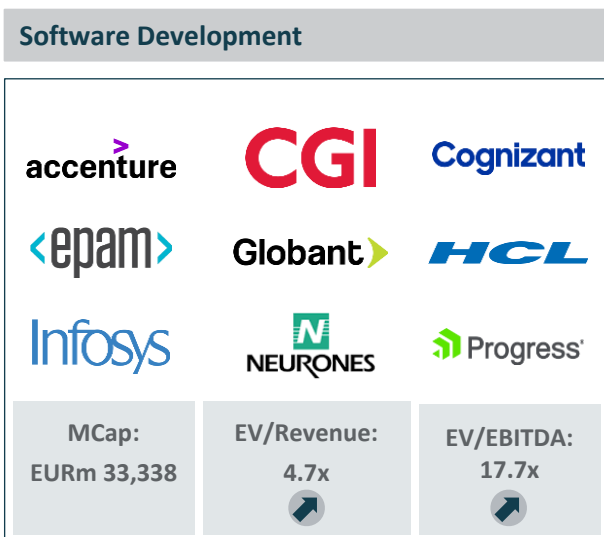 Software Development
accenture
CGI
Cognizant
<epam>
Globant
HCL
Infosys
N
NEURONES
Progress
MCap:
EURm 33,338
EV/Revenue:
4.7x
EV/EBITDA:
17.7x